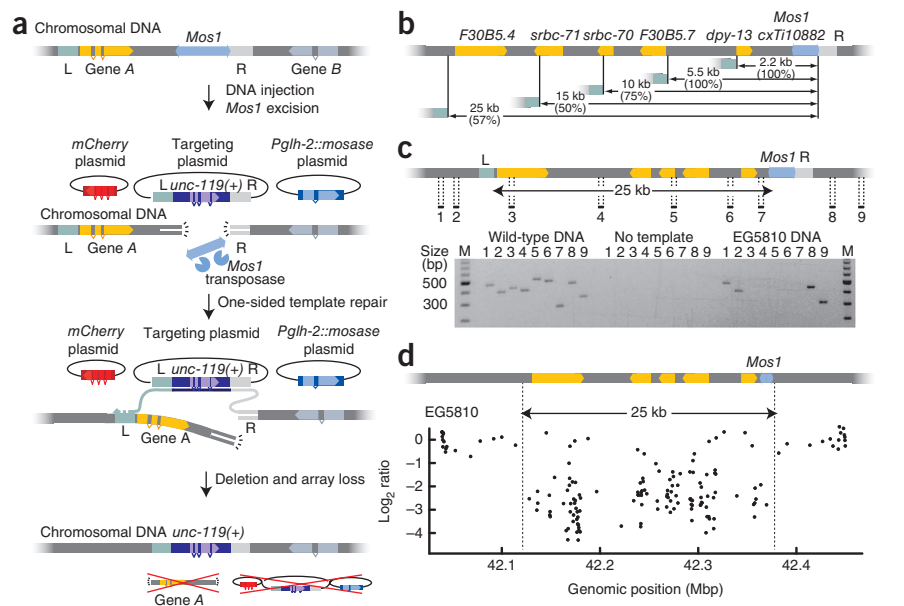 a
Chromosomal DNA
Mos1
L
Gene A
R
Gene B
DNA injection
Mos1 excision
mCherry
plasmid
Targeting
plasmid
Pglh-2::mosase
plasmid
L unc-119(+) R
Chromosomal DNA
L
Gene A
R
Mos1
transposase
One-sided template repair
mCherry
plasmid
Targeting plasmid
Pglh-2::mosase
plasmid
L unc-119(+) R
L
Gene A
R
Deletion and array loss
Chromosomal DNA unc-119(+)
Gene A
b
Mos1
F30B5.4 srbc-71 srbc-70 F30B5.7 dpy-13 cxTi10882 R
2.2 kb
(100%)
5.5 kb
(100%)
10 kb
(75%)
15 kb
(50%)
25 kb
(57%)
c
L
Mos1 R
25 kb
1 2 3 4 5 6 7 8 9
Wild-type DNA No template EG5810 DNA
Size
(bp)
M 1 2 3 4 5 6 7 8 9 1 2 3 4 5 6 7 8 9 1 2 3 4 5 6 7 8 9 M
500
300
d
Mos1
EG5810
25 kb
Log2 ratio
0
–1
–2
–3
–4
42.1 42.2 42.3 42.4
Genomic position (Mbp)